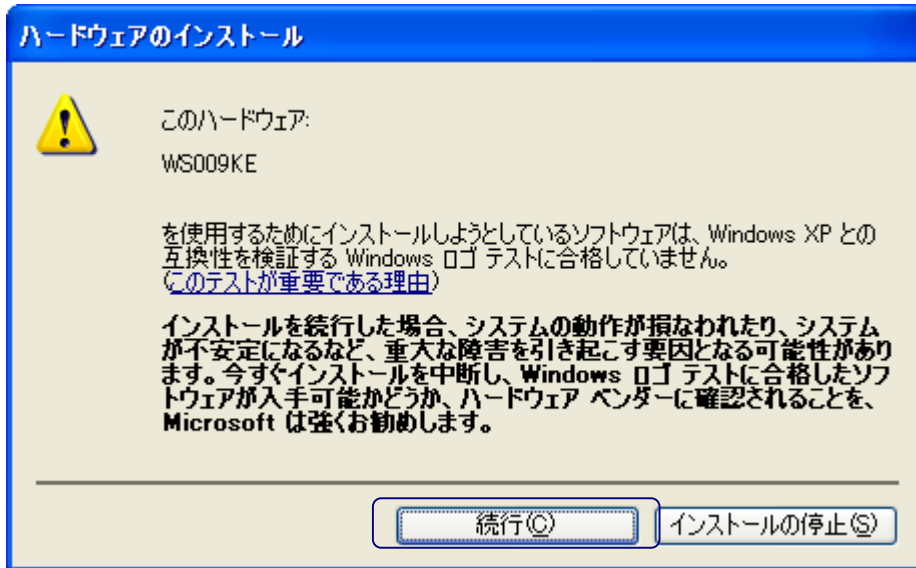 ハードウェアのインストール
このハードウェア:
WS009KE
を使用するためにインストールしようとしているソフトウェアは、Windows XP との
互換性を検証する Windows ロゴ テストに合格していません。
(このテストが重要である理由)
インストールを続行した場合、システムの動作が損なわれたり、システム
が不安定になるなど、重大な障害を引き起こす要因となる可能性があり
ます。今すぐインストールを中断し、Windows ロゴ テストに合格したソフ
トウェアが入手可能かどうか、ハードウェア ベンダーに確認されることを、
Microsoft は強くお勧めします。
続行(C) インストールの停止(S)